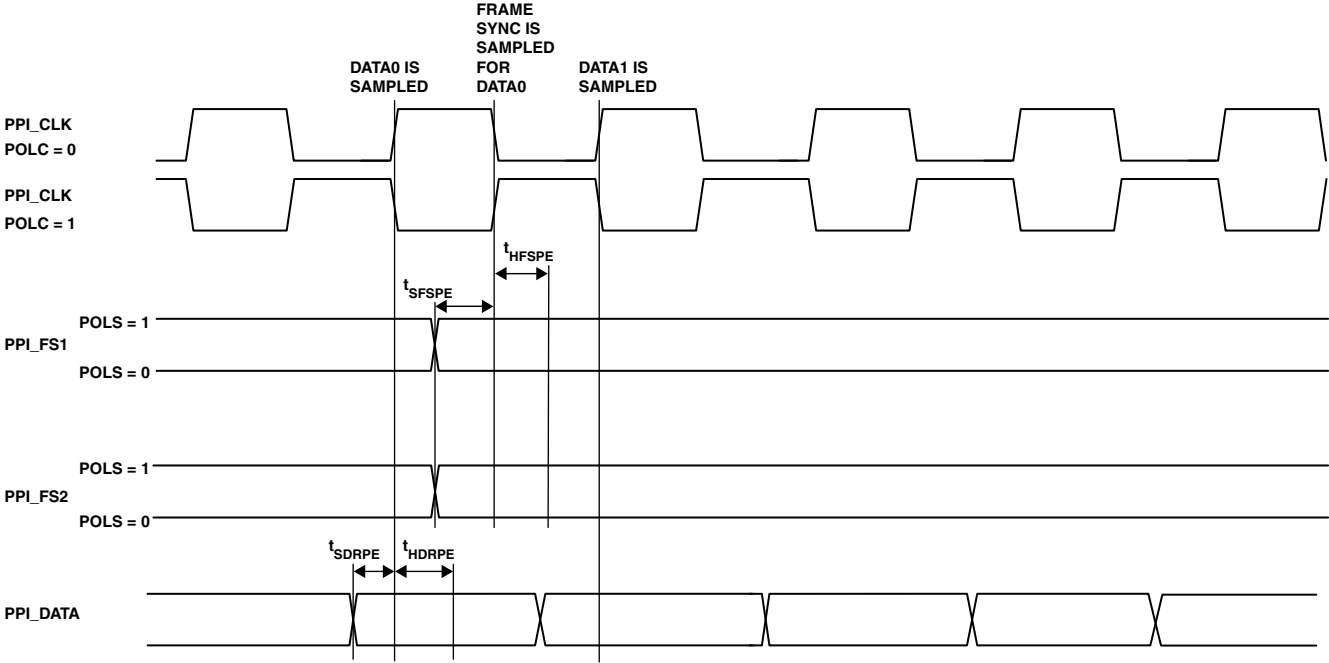 FRAME
SYNC IS
SAMPLED
FOR
DATA0
DATA0 IS
SAMPLED
DATA1 IS
SAMPLED
PPI_CLK
POLC = 0
PPI_CLK
POLC = 1
tHFSPE
tSFSPE
POLS = 1
PPI_FS1
POLS = 0
POLS = 1
PPI_FS2
POLS = 0
tSDRPE
tHDRPE
PPI_DATA